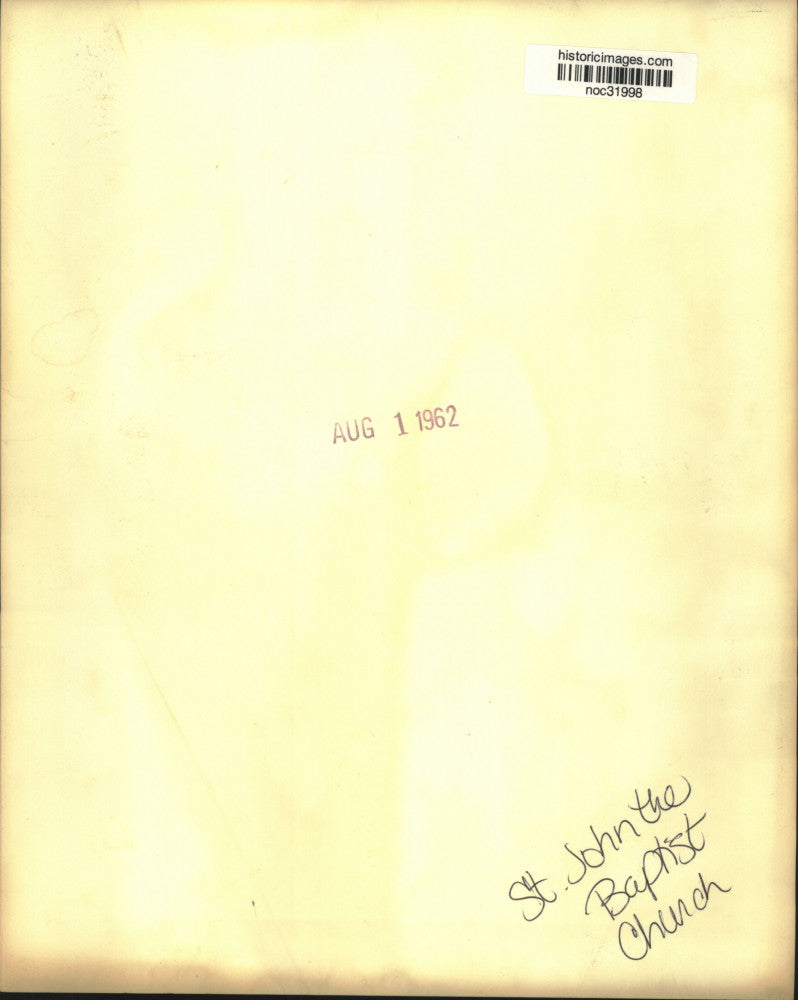 historicimages.com
noc31998
AUG 1 1962
St. John the
Baptist
Church